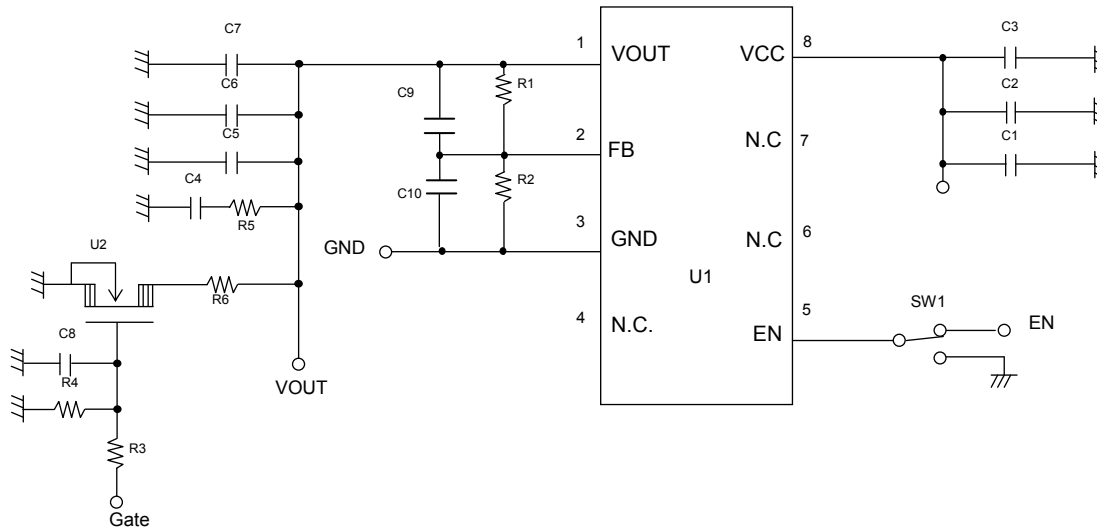 C7
C6
C5
C4
R5
U2
R6
C8
R4
R3
Gate
VOUT
C9
C10
R1
R2
GND
1
VOUT
2
FB
3
GND
4
N.C.
U1
VCC
8
N.C
7
N.C
6
EN
5
C3
C2
C1
SW1
EN